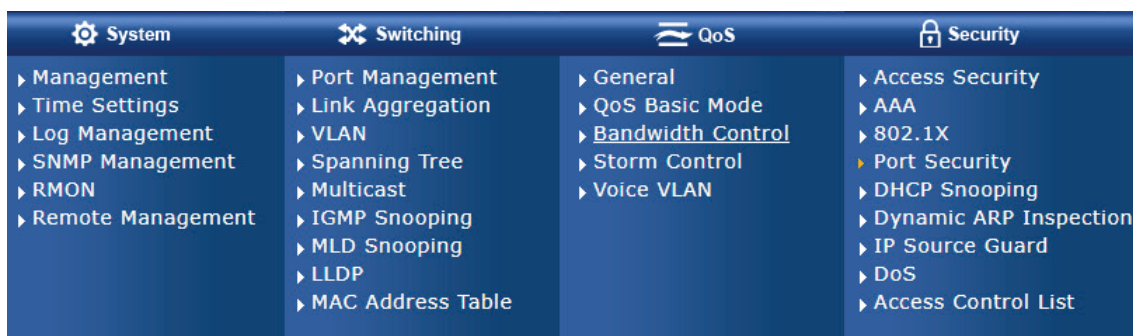 System
Management
Time Settings
Log Management
SNMP Management
RMON
Remote Management
Switching
Port Management
Link Aggregation
VLAN
Spanning Tree
Multicast
IGMP Snooping
MLD Snooping
LLDP
MAC Address Table
QoS
General
QoS Basic Mode
Bandwidth Control
Storm Control
Voice VLAN
Security
Access Security
AAA
802.1X
Port Security
DHCP Snooping
Dynamic ARP Inspection
IP Source Guard
DoS
Access Control List